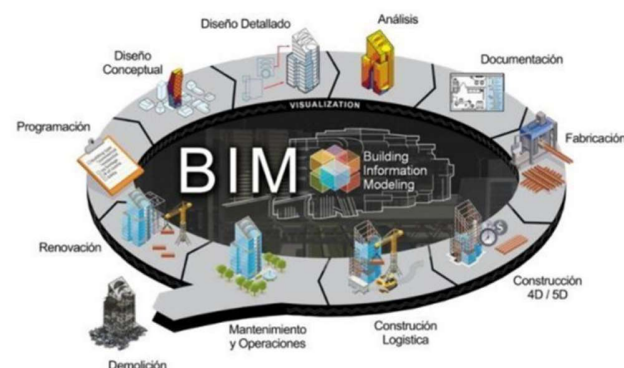 Diseño Detallado
Análisis
Diseño
Conceptual
Documentación
VISUALIZATION
Programación
Fabricación
BIM
Building
Information
Modeling
Renovación
Construcción
4D / 5D
Mantenimiento
y Operaciones
Construción
Logística
Demolición